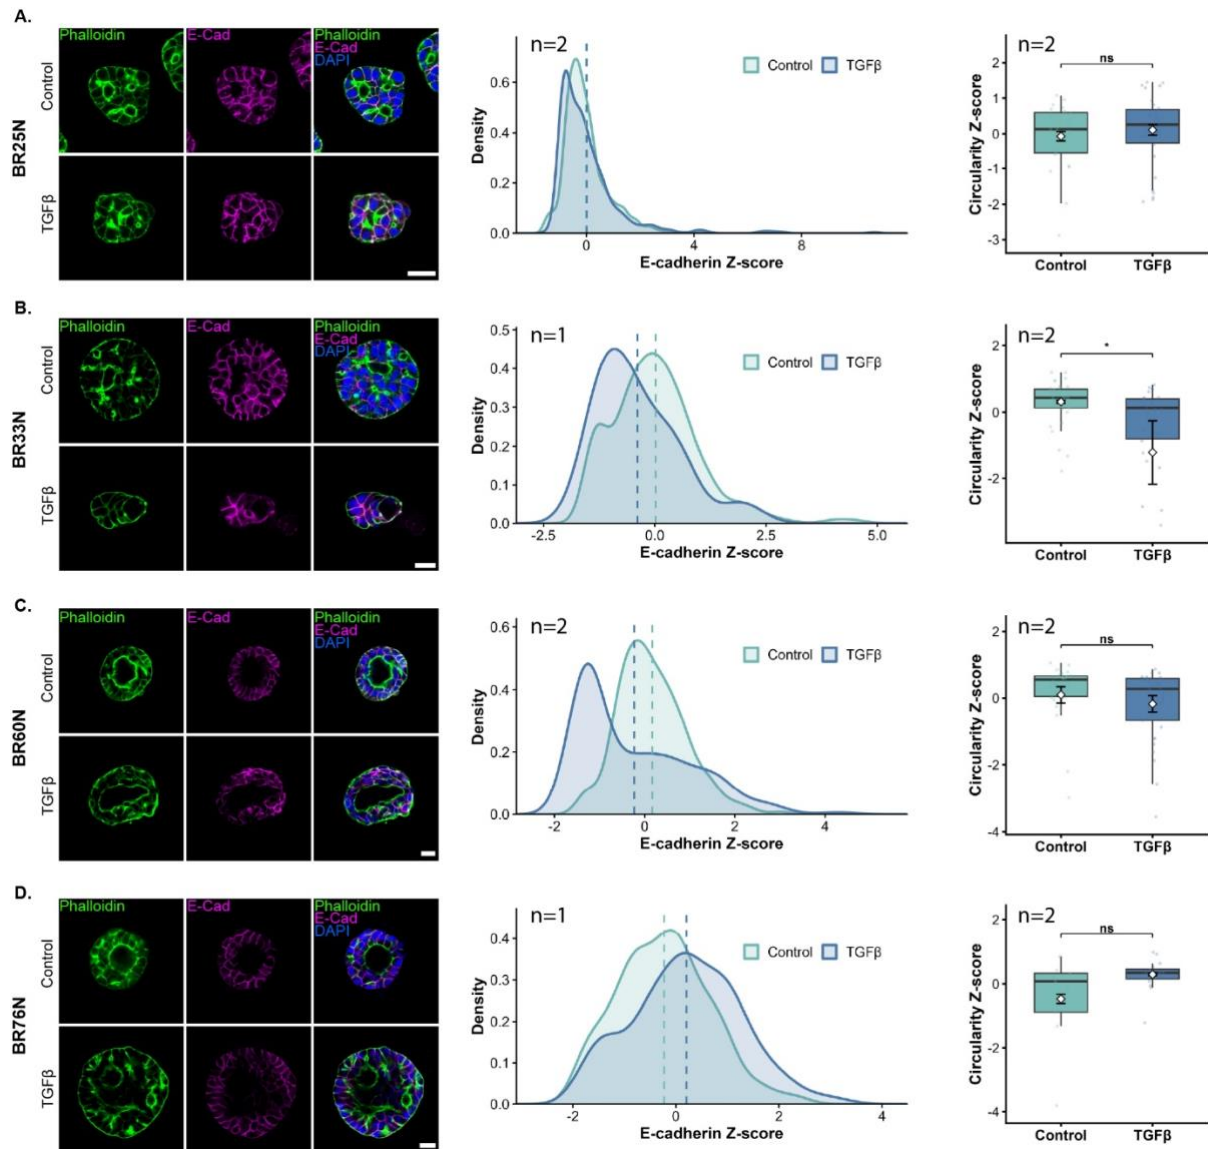 A.
BR25N
Control
TGFβ
Phalloidin
E-Cad
Phalloidin
E-Cad
DAPI
n=2
Control
TGFβ
Density
0.6
0.4
0.2
0.0
0
4
8
E-cadherin Z-score
n=2
ns
Circularity Z-score
2
1
0
-1
-2
-3
Control
TGFβ
B.
BR33N
Control
TGFβ
Phalloidin
E-Cad
Phalloidin
E-Cad
DAPI
n=1
Control
TGFβ
Density
0.5
0.4
0.3
0.2
0.1
0.0
-2.5
0.0
2.5
5.0
E-cadherin Z-score
n=2
*
Circularity Z-score
2
0
-2
Control
TGFβ
C.
BR60N
Control
TGFβ
Phalloidin
E-Cad
Phalloidin
E-Cad
DAPI
n=2
Control
TGFβ
Density
0.6
0.4
0.2
0.0
-2
0
2
4
E-cadherin Z-score
n=2
ns
Circularity Z-score
2
0
-2
-4
Control
TGFβ
D.
BR76N
Control
TGFβ
Phalloidin
E-Cad
Phalloidin
E-Cad
DAPI
n=1
Control
TGFβ
Density
0.4
0.3
0.2
0.1
0.0
-2
0
2
4
E-cadherin Z-score
n=2
ns
Circularity Z-score
2
0
-2
-4
Control
TGFβ